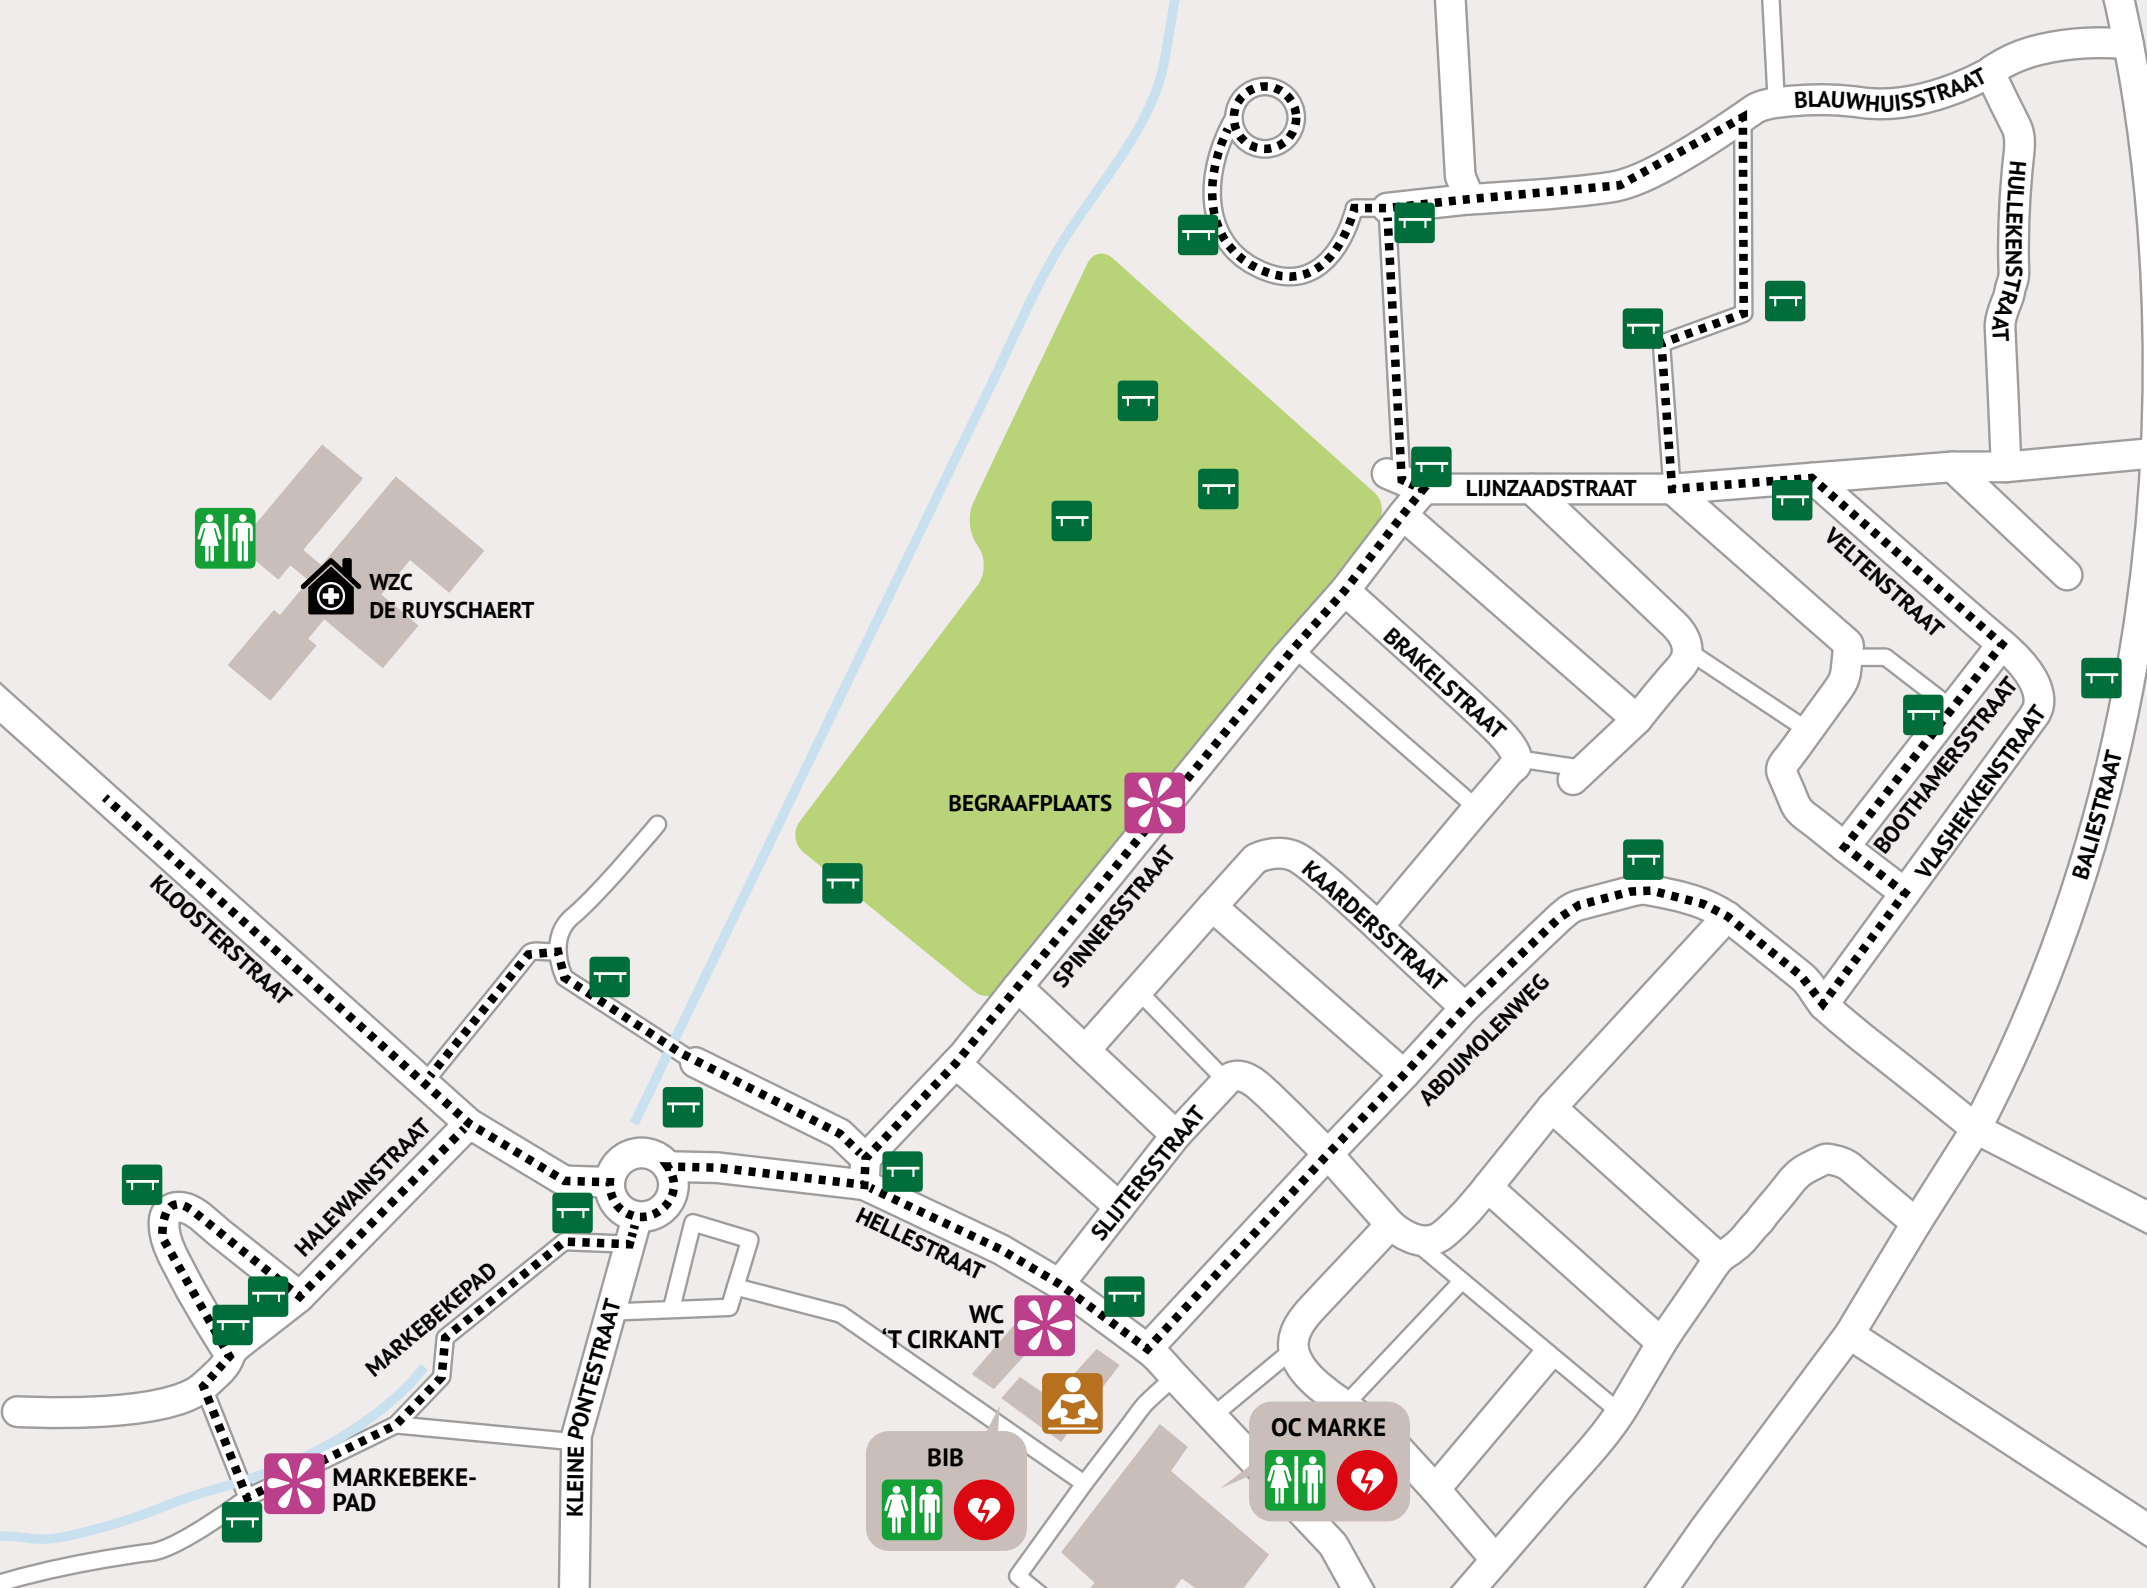 BLAUWHUISSTRAAT
HULLEKENSTRAAT
LIJNZAADSTRAAT
VELTENSTRAAT
WZC
DE RUYSCHAERT
BRAKELSTRAAT
BOOTHAMERSSTRAAT
VLASHEKKENSTRAAT
BALIESTRAAT
BEGRAAFPLAATS
SPINNERSSTRAAT
KAARDERSSTRAAT
KLOOSTERSTRAAT
ABDIJMOLENWEG
HALEWAINSTRAAT
SLIJTERSSTRAAT
HELLESTRAAT
MARKEBEKEPAD
KLEINE PONTESTRAAT
WC
'T CIRKANT
OC MARKE
BIB
MARKEBEKE-
PAD